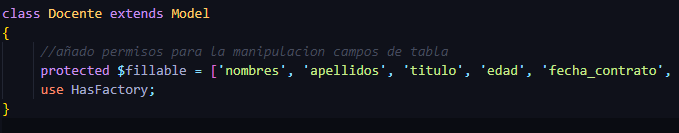 class Docente extends Model
{
//añado permisos para la manipulacion campos de tabla
protected $fillable = ['nombres', 'apellidos', 'titulo', 'edad', 'fecha_contrato',
use HasFactory;
}